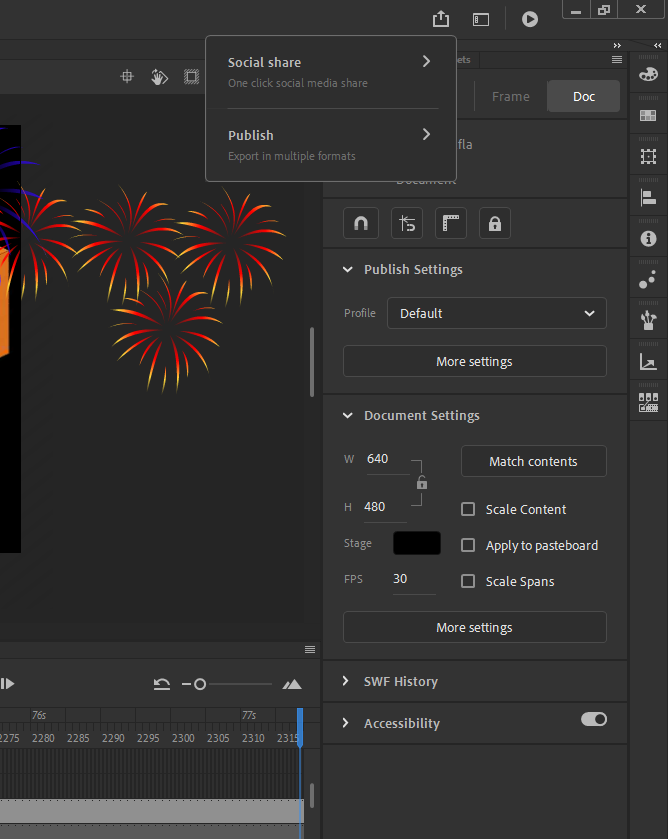 Social share
One click social media share
Publish
Export in multiple formats
ets
Frame
Doc
fla
Document
Publish Settings
Profile
Default
More settings
Document Settings
W
640
Match contents
H
480
Scale Content
Stage
Apply to pasteboard
FPS
30
Scale Spans
More settings
SWF History
76s
77s
Accessibility
2275 2280 2285 2290 2295 2300 2305 2310 2315